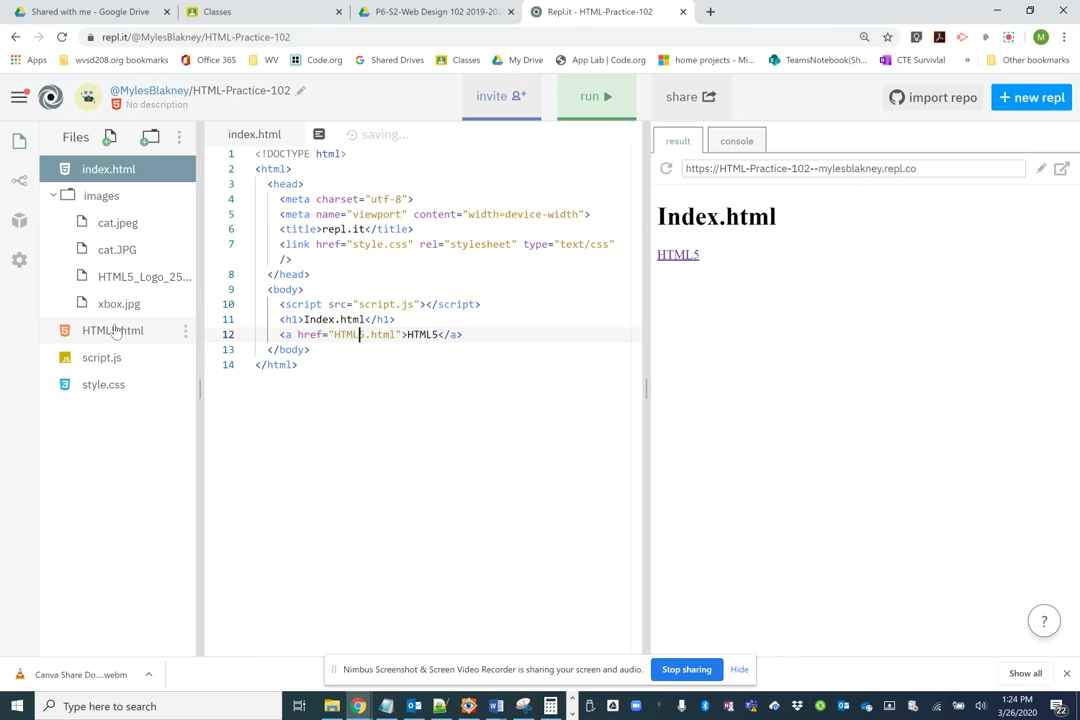 Shared with me - Google Drive
Classes
P6-S2-Web Design 102 2019-202
Repl.it - HTML-Practice-102
repl.it/@MylesBlakney/HTML-Practice-102
M
Apps
wvsd208.org bookmarks
Office 365
WV
Code.org
Shared Drives
Classes
My Drive
App Lab | Code.org
home projects - M...
TeamsNotebook(Sh...
CTE Survivlal
»
Other bookmarks
@MylesBlakney/HTML-Practice-102
No description
invite
run
share
import repo
+ new repl
Files
index.html
images
cat.jpeg
cat.JPG
HTML5_Logo_25...
xbox.jpg
script.js
style.css
index.html
saving...
1 <!DOCTYPE html>
2 <html>
3 <head>
4 <meta charset="utf-8">
5 <meta name="viewport" content="width=device-width">
6 <title>repl.it</title>
7 <link href="style.css" rel="stylesheet" type="text/css"
/>
8 </head>
9 <body>
10 <script src="script.js"></script>
11 <h1>Index.html</h1>
12 <a href="HTML5.html">HTML5</a>
13 </body>
14 </html>
result
console
https://HTML-Practice-102--mylesblakney.repl.co
Index.html
HTML5
?
Canva Share Do....webm
Nimbus Screenshot & Screen Video Recorder is sharing your screen and audio.
Stop sharing
Hide
Show all
Type here to search
1:24 PM
3/26/2020
22